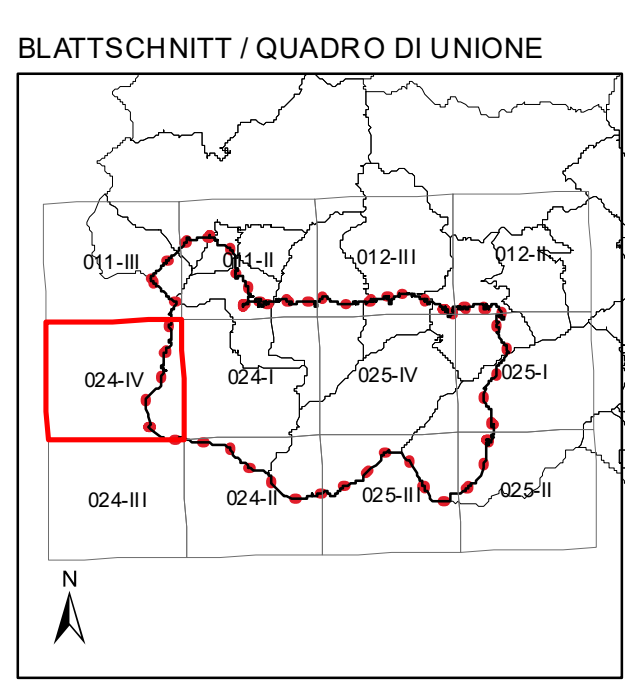 BLATTSCHNITT / QUADRO DI UNIONE
011-III
011-II
012-III
012-II
024-IV
024-I
025-IV
025-I
024-III
024-II
025-III
025-II
N